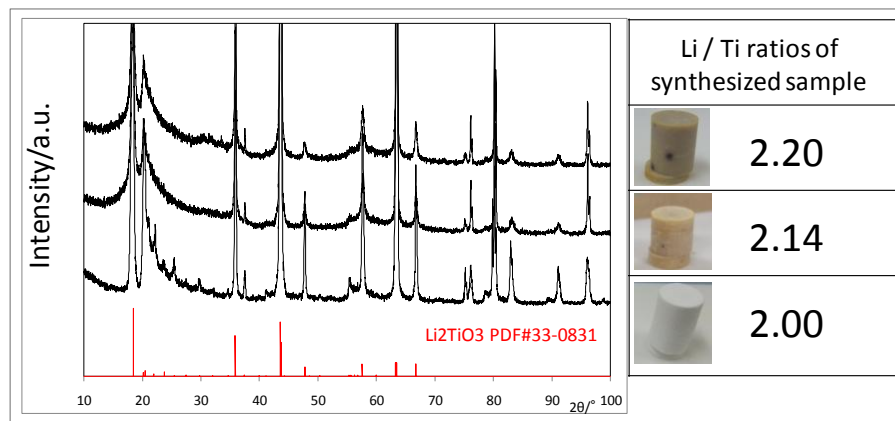 Intensity/a.u.
Li2TiO3 PDF#33-0831
10 20 30 40 50 60 70 80 90 100
2θ/°
Li / Ti ratios of
synthesized sample
2.20
2.14
2.00